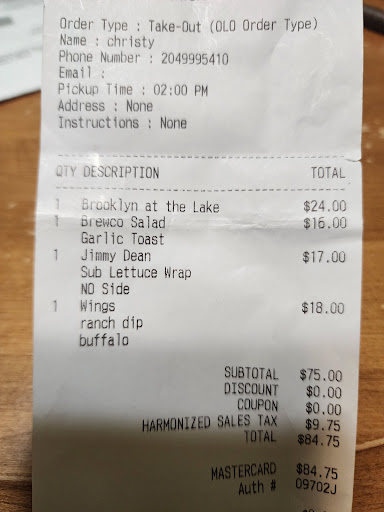 Order Type : Take-Out (OLO Order Type)
Name : christy
Phone Number : 2049995410
Email :
Pickup Time : 02:00 PM
Address : None
Instructions : None
QTY DESCRIPTION TOTAL
1 Brooklyn at the Lake $24.00
1 Brewco Salad $16.00
Garlic Toast
1 Jimmy Dean $17.00
Sub Lettuce Wrap
NO Side
1 Wings $18.00
ranch dip
buffalo
SUBTOTAL $75.00
DISCOUNT $0.00
COUPON $0.00
HARMONIZED SALES TAX $9.75
TOTAL $84.75
MASTERCARD $84.75
Auth # 09702J